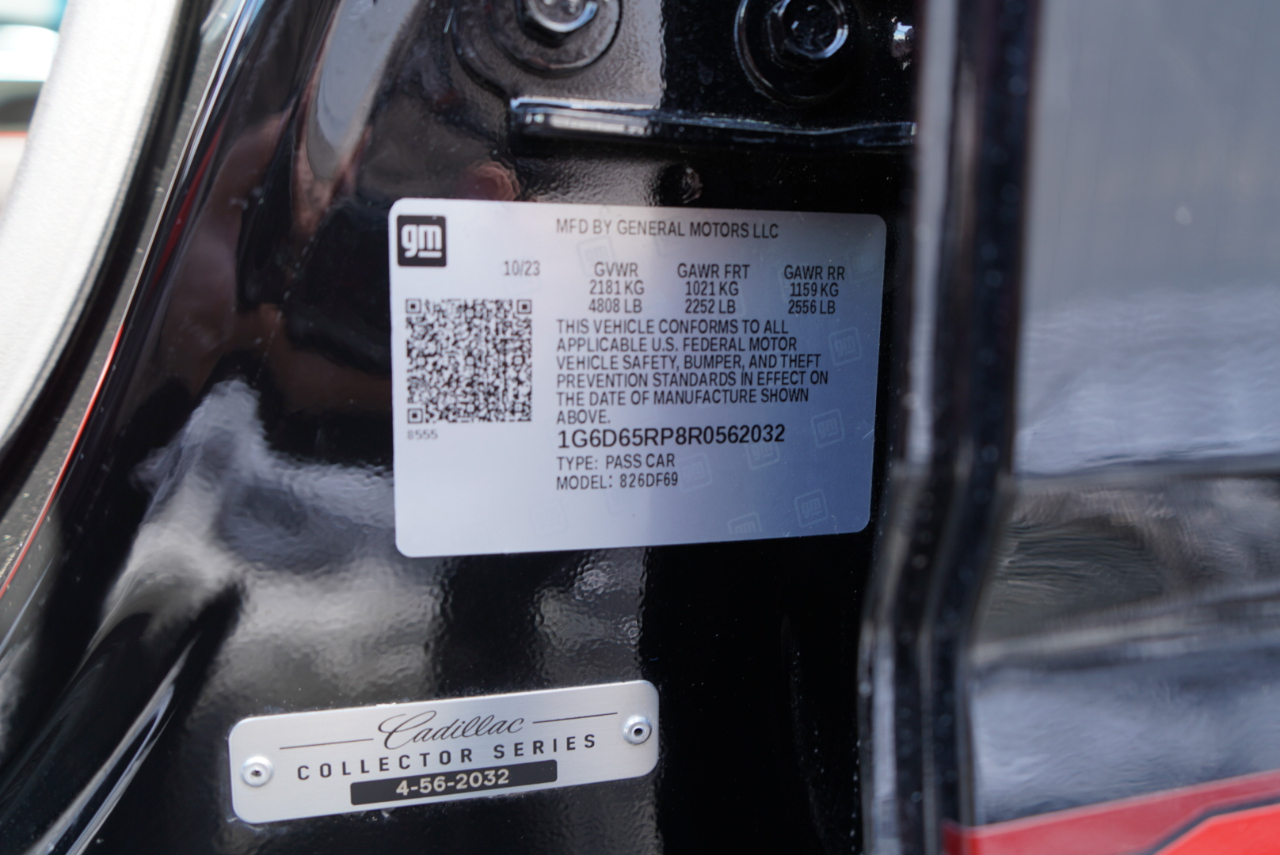 gm
MFD BY GENERAL MOTORS LLC
10/23
GVWR GAWR FRT GAWR RR
2181 KG 1021 KG 1159 KG
4808 LB 2252 LB 2556 LB
THIS VEHICLE CONFORMS TO ALL
APPLICABLE U.S. FEDERAL MOTOR
VEHICLE SAFETY, BUMPER, AND THEFT
PREVENTION STANDARDS IN EFFECT ON
THE DATE OF MANUFACTURE SHOWN
ABOVE.
8555
1G6D65RP8R0562032
TYPE: PASS CAR
MODEL: 826DF69
Cadillac
COLLECTOR SERIES
4-56-2032